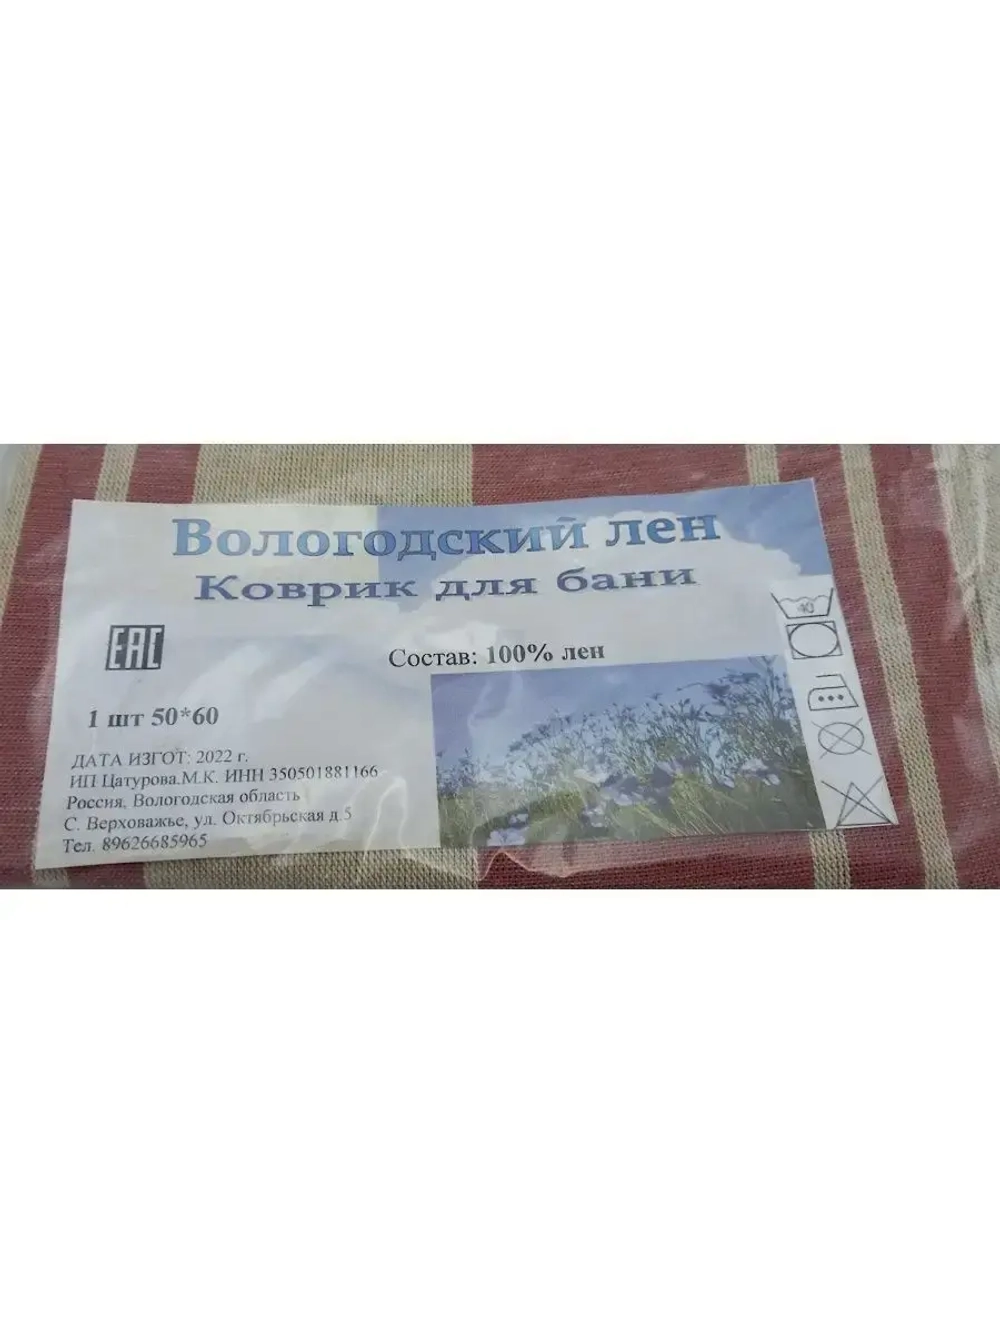 Вологодский лен
Коврик для бани
EAC
Состав: 100% лен
1 шт 50*60
ДАТА ИЗГОТ: 2022 г.
ИП Цатурова.М.К. ИНН 350501881166
Россия, Вологодская область
С. Верховажье, ул. Октябрьская д.5
Тел. 89626685965
40